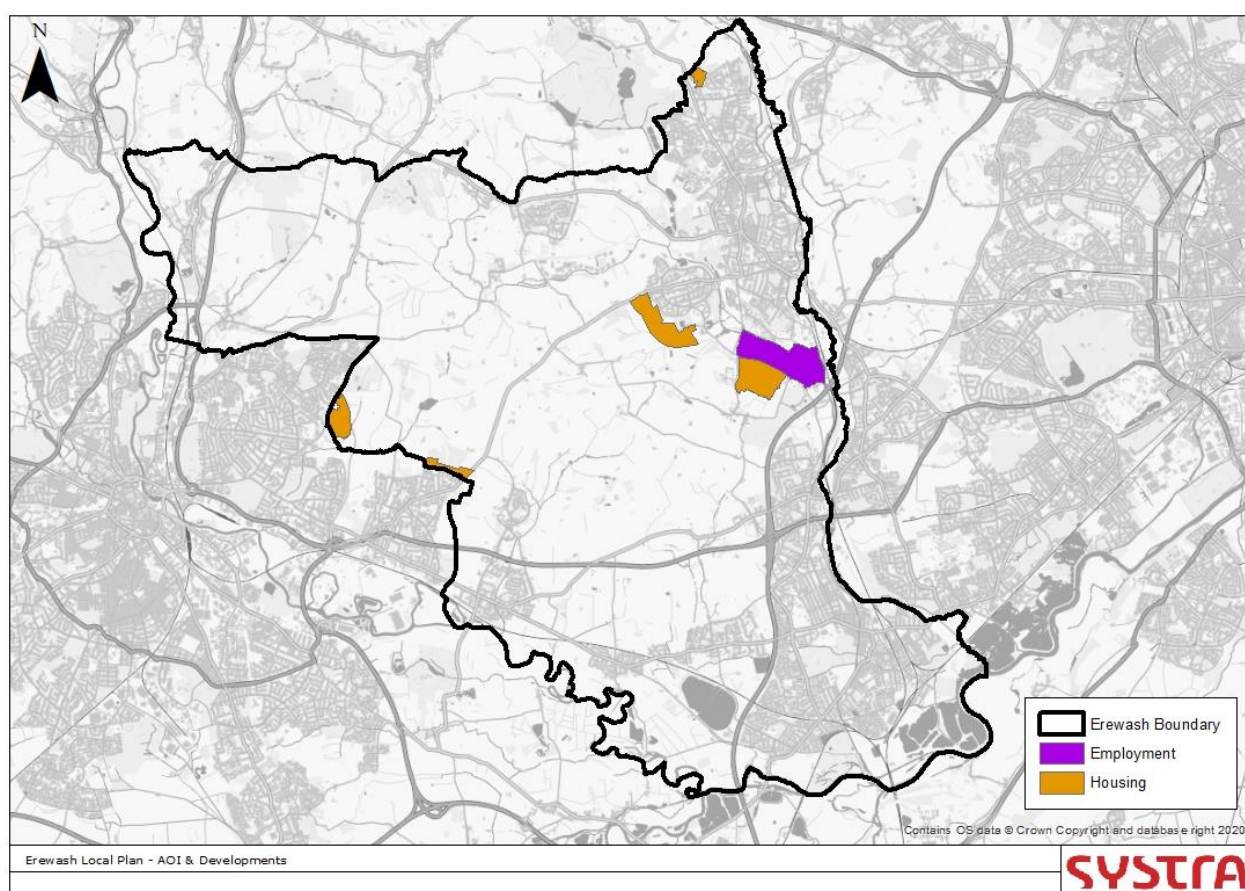 N
Erewash Boundary
Employment
Housing
Contains OS data © Crown Copyright and database right 2020
Erewash Local Plan - AOI & Developments
SYSTRA